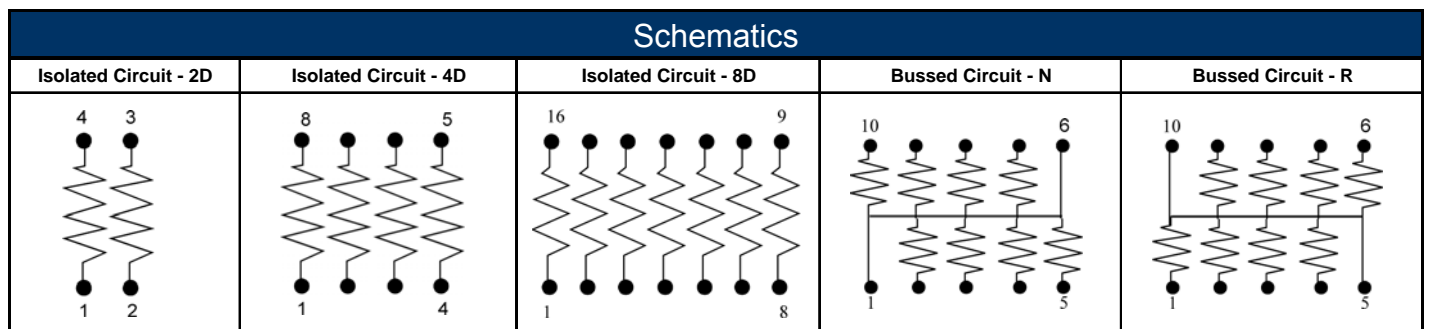 Schematics
Isolated Circuit - 2D
Isolated Circuit - 4D
Isolated Circuit - 8D
Bussed Circuit - N
Bussed Circuit - R
4 3
8 5
16 9
10 6
10 6
1 2
1 4
1 8
1 5
1 5